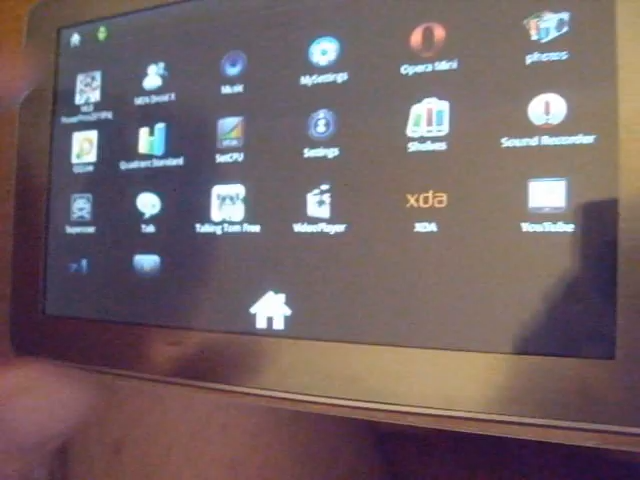 Music
MySettings
Opera Mini
photos
Quadrant Standard
SetCPU
Settings
Shelves
Sound Recorder
Superuser
Talk
Talking Tom Free
VideoPlayer
xda
XDA
YouTube